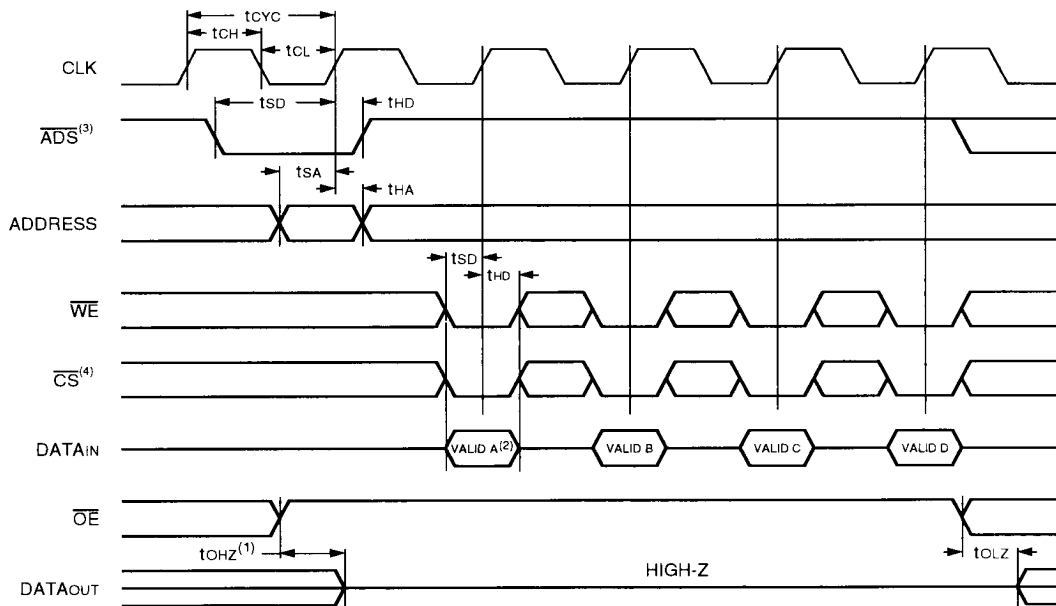 tCYC
tCH
tCL
CLK
tSD
tHD
ADS(3)
tSA
tHA
ADDRESS
tSD
tHD
WE
CS(4)
DATAIN
VALID A(2)
VALID B
VALID C
VALID D
OE
tOHZ(1)
tOLZ
HIGH-Z
DATAOUT